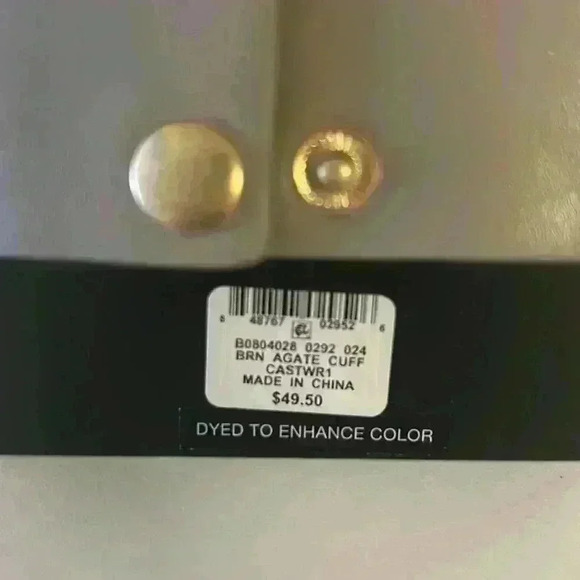 6 48767 02952 6
B0804028 0292 024
BRN AGATE CUFF
CASTWR1
MADE IN CHINA
$49.50
DYED TO ENHANCE COLOR